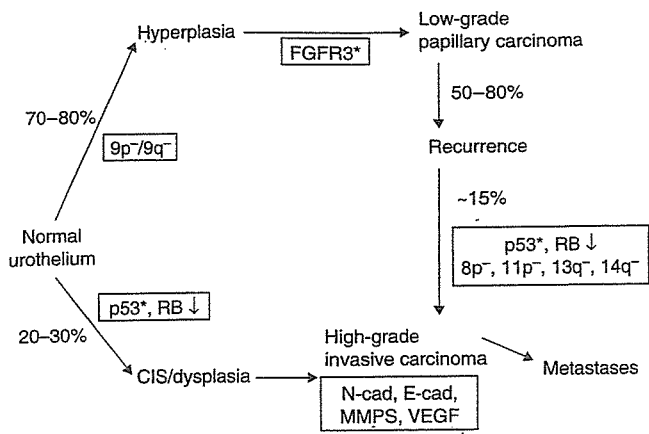 Hyperplasia
FGFR3*
Low-grade
papillary carcinoma
70–80%
9p⁻/9q⁻
50–80%
Recurrence
~15%
p53*, RB ↓
8p⁻, 11p⁻, 13q⁻, 14q⁻
Normal
urothelium
p53*, RB ↓
20–30%
CIS/dysplasia
High-grade
invasive carcinoma
N-cad, E-cad,
MMPS, VEGF
Metastases